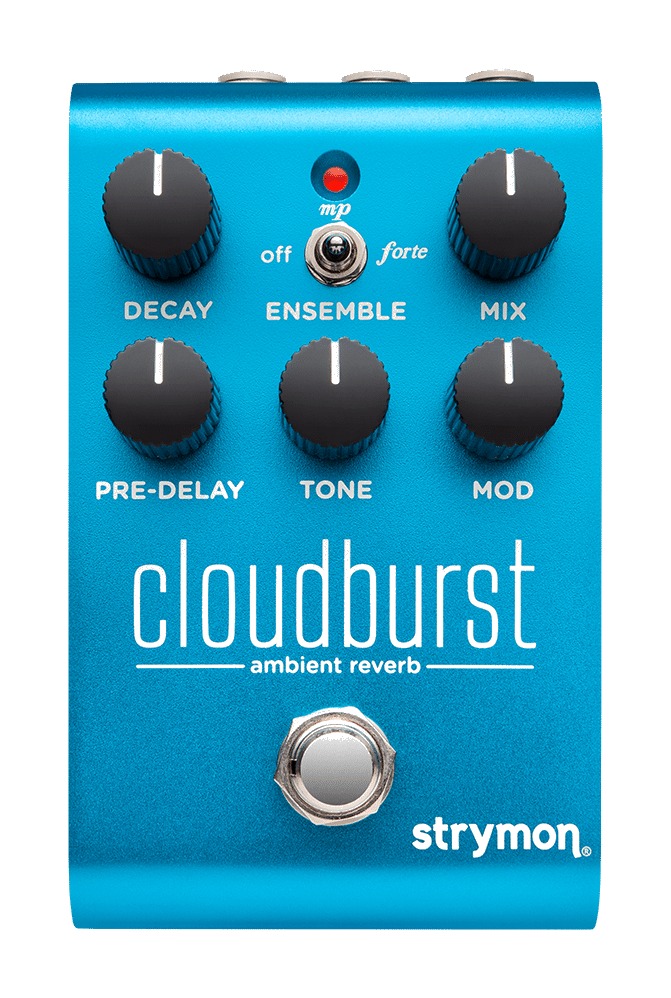 mp
off forte
DECAY ENSEMBLE MIX
PRE-DELAY TONE MOD
cloudburst
ambient reverb
strymon®